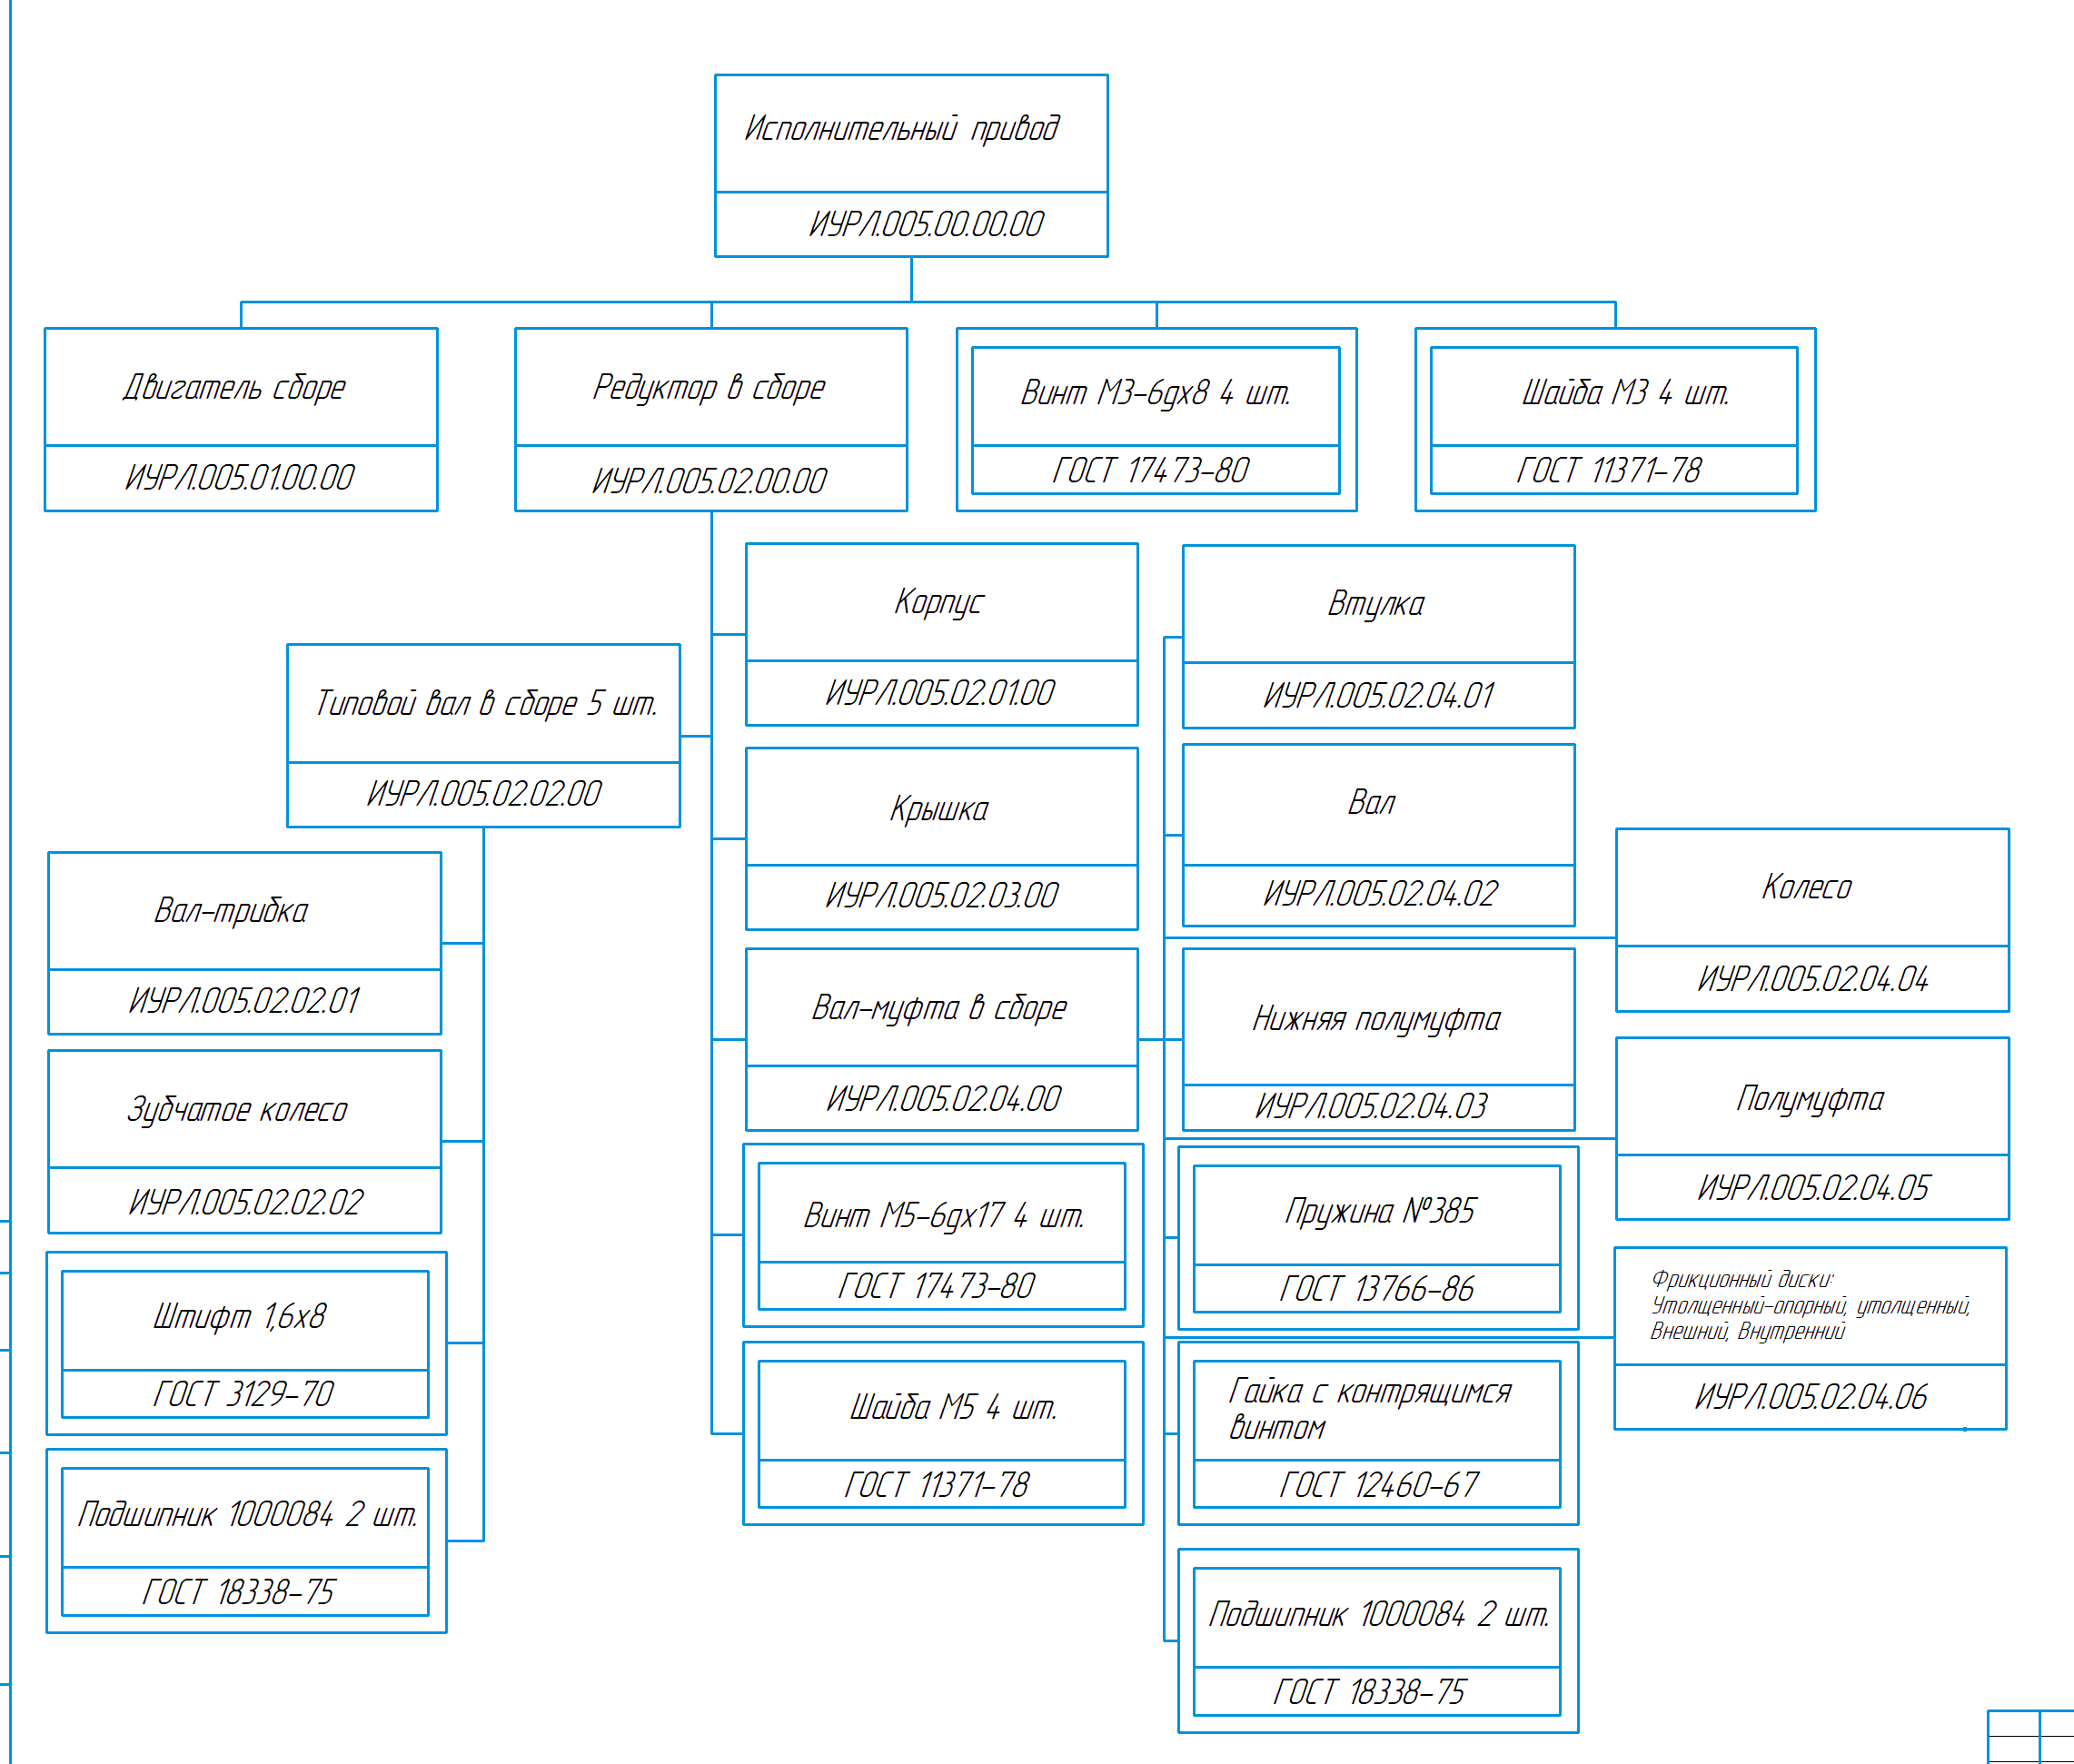 Исполнительный привод
ИУРЛ.005.00.00.00
Двигатель сборе
ИУРЛ.005.01.00.00
Редуктор в сборе
ИУРЛ.005.02.00.00
Винт М3-6gx8 4 шт.
ГОСТ 17473-80
Шайба М3 4 шт.
ГОСТ 11371-78
Типовой вал в сборе 5 шт.
ИУРЛ.005.02.02.00
Вал-трибка
ИУРЛ.005.02.02.01
Зубчатое колесо
ИУРЛ.005.02.02.02
Штифт 1,6х8
ГОСТ 3129-70
Подшипник 1000084 2 шт.
ГОСТ 18338-75
Корпус
ИУРЛ.005.02.01.00
Крышка
ИУРЛ.005.02.03.00
Вал-муфта в сборе
ИУРЛ.005.02.04.00
Винт М5-6gx17 4 шт.
ГОСТ 17473-80
Шайба М5 4 шт.
ГОСТ 11371-78
Втулка
ИУРЛ.005.02.04.01
Вал
ИУРЛ.005.02.04.02
Нижняя полумуфта
ИУРЛ.005.02.04.03
Пружина №385
ГОСТ 13766-86
Гайка с контрящимся
винтом
ГОСТ 12460-67
Подшипник 1000084 2 шт.
ГОСТ 18338-75
Колесо
ИУРЛ.005.02.04.04
Полумуфта
ИУРЛ.005.02.04.05
Фрикционный диски:
Утолщенный-опорный, утолщенный,
Внешний, Внутренний
ИУРЛ.005.02.04.06